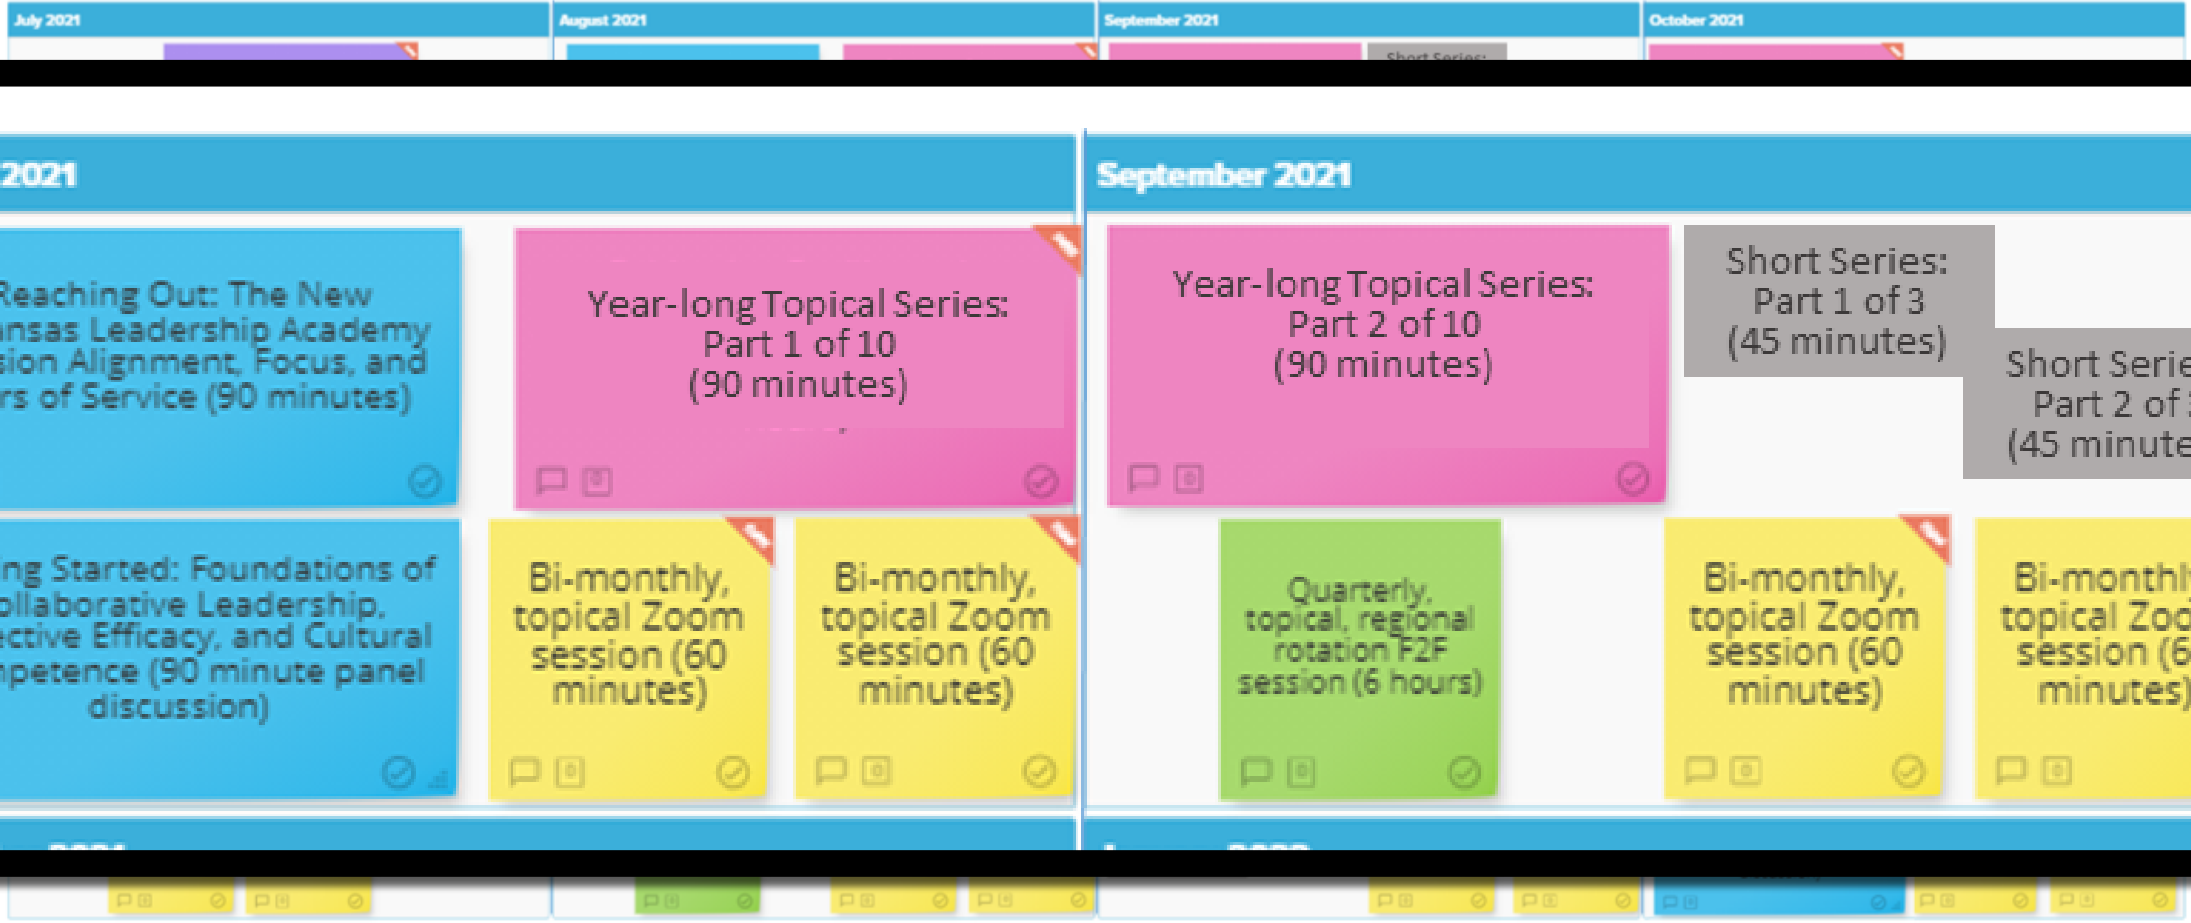 July 2021
August 2021
September 2021
October 2021
Short Series:
2021
September 2021
Reaching Out: The New
ansas Leadership Academy
sion Alignment, Focus, and
rs of Service (90 minutes)
Year-long Topical Series:
Part 1 of 10
(90 minutes)
Year-long Topical Series:
Part 2 of 10
(90 minutes)
Short Series:
Part 1 of 3
(45 minutes)
Short Serie
Part 2 of
(45 minute
ing Started: Foundations of
ollaborative Leadership,
ective Efficacy, and Cultural
petence (90 minute panel
discussion)
Bi-monthly,
topical Zoom
session (60
minutes)
Bi-monthly,
topical Zoom
session (60
minutes)
Quarterly,
topical, regional
rotation F2F
session (6 hours)
Bi-monthly,
topical Zoom
session (60
minutes)
Bi-monthl
topical Zoo
session (6
minutes)